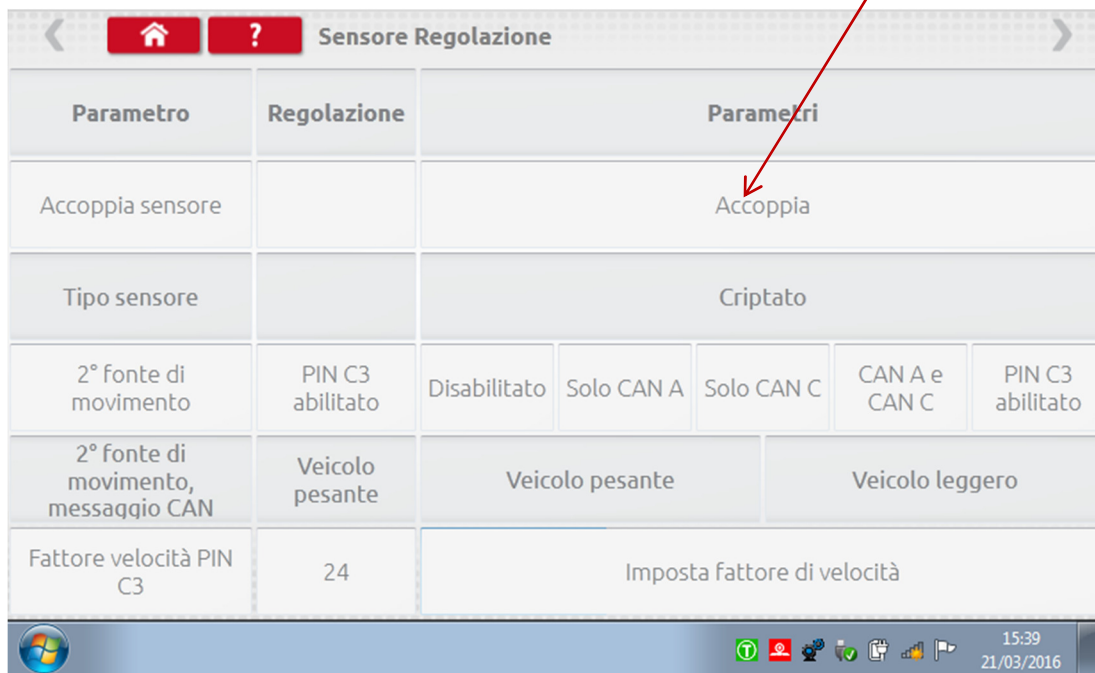 ? Sensore Regolazione
Parametro Regolazione Parametri
Accoppia sensore Accoppia
Tipo sensore Criptato
2° fonte di
movimento
PIN C3
abilitato
Disabilitato Solo CAN A Solo CAN C
CAN A e
CAN C
PIN C3
abilitato
2° fonte di
movimento,
messaggio CAN
Veicolo
pesante
Veicolo pesante Veicolo leggero
Fattore velocità PIN
C3
24 Imposta fattore di velocità
15:39
21/03/2016